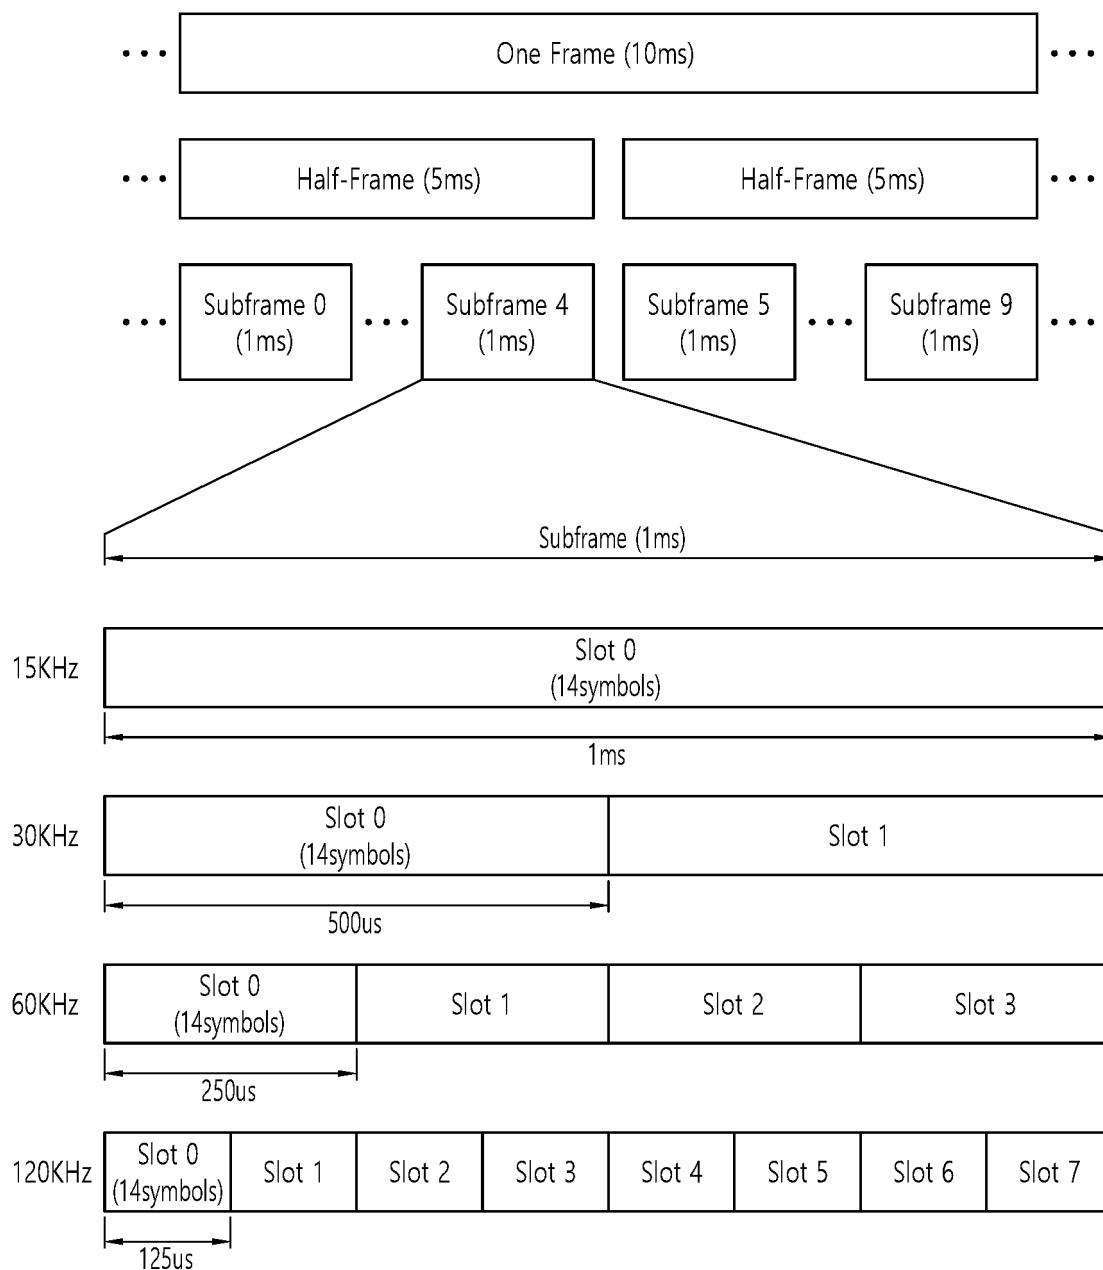 One Frame (10ms)
Half-Frame (5ms)
Half-Frame (5ms)
Subframe 0
(1ms)
Subframe 4
(1ms)
Subframe 5
(1ms)
Subframe 9
(1ms)
Subframe (1ms)
15KHz
Slot 0
(14symbols)
1ms
30KHz
Slot 0
(14symbols)
Slot 1
500us
60KHz
Slot 0
(14symbols)
Slot 1
Slot 2
Slot 3
250us
120KHz
Slot 0
(14symbols)
Slot 1
Slot 2
Slot 3
Slot 4
Slot 5
Slot 6
Slot 7
125us